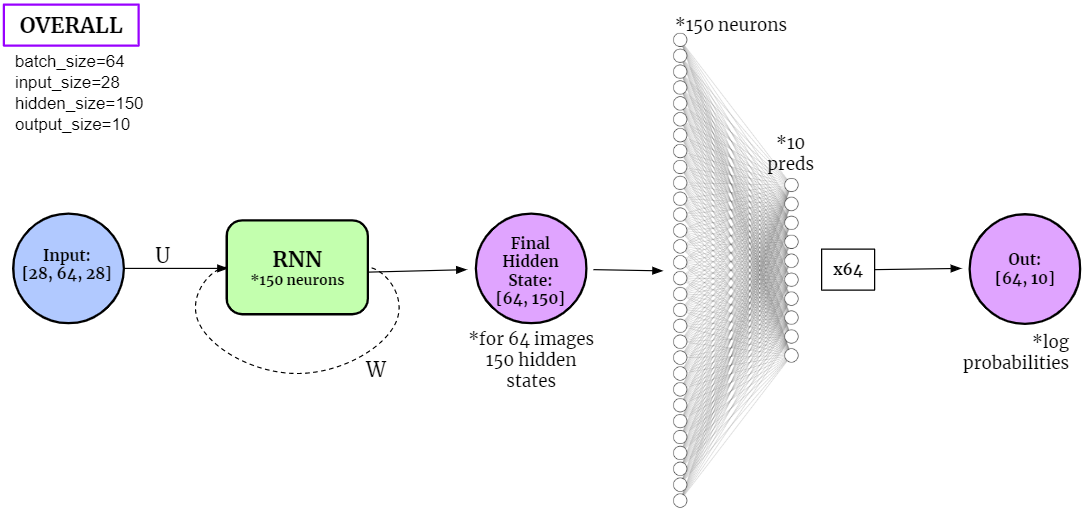 OVERALL
batch_size=64
input_size=28
hidden_size=150
output_size=10
Input:
[28, 64, 28]
U
RNN
*150 neurons
W
Final
Hidden
State:
[64, 150]
*for 64 images
150 hidden
states
*150 neurons
*10
preds
x64
Out:
[64, 10]
*log
probabilities